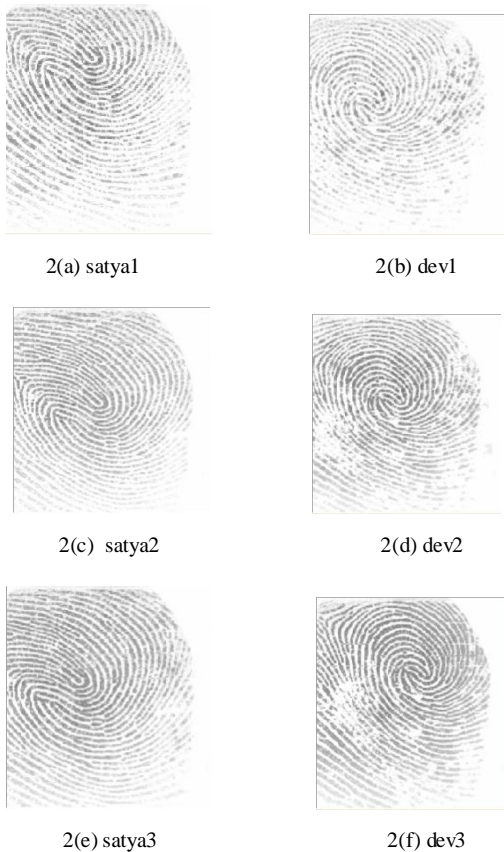 2(a) satya1
2(b) dev1
2(c) satya2
2(d) dev2
2(e) satya3
2(f) dev3